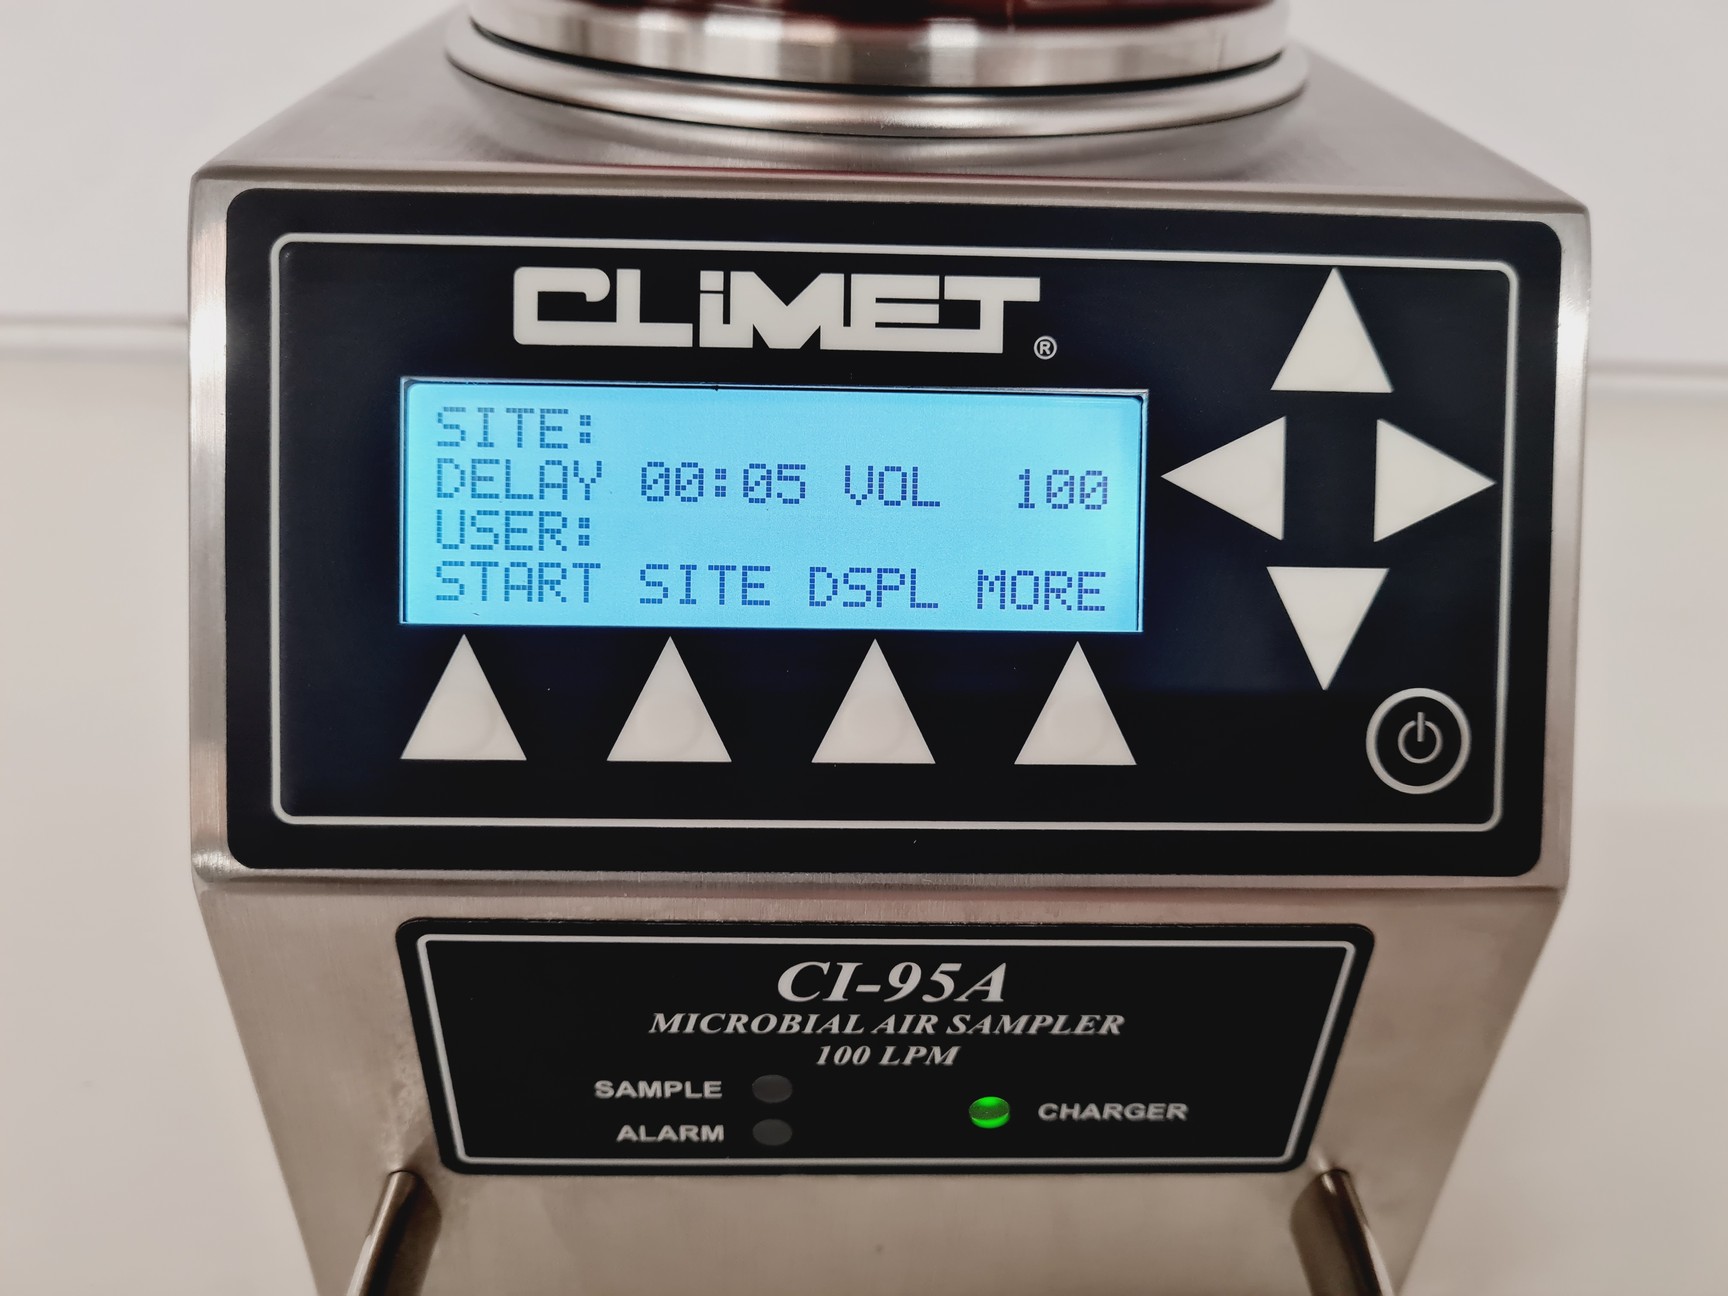 CLiMET®
SITE:
DELAY 00:05 VOL 100
USER:
START SITE DSPL MORE
CI-95A
MICROBIAL AIR SAMPLER
100 LPM
SAMPLE
CHARGER
ALARM